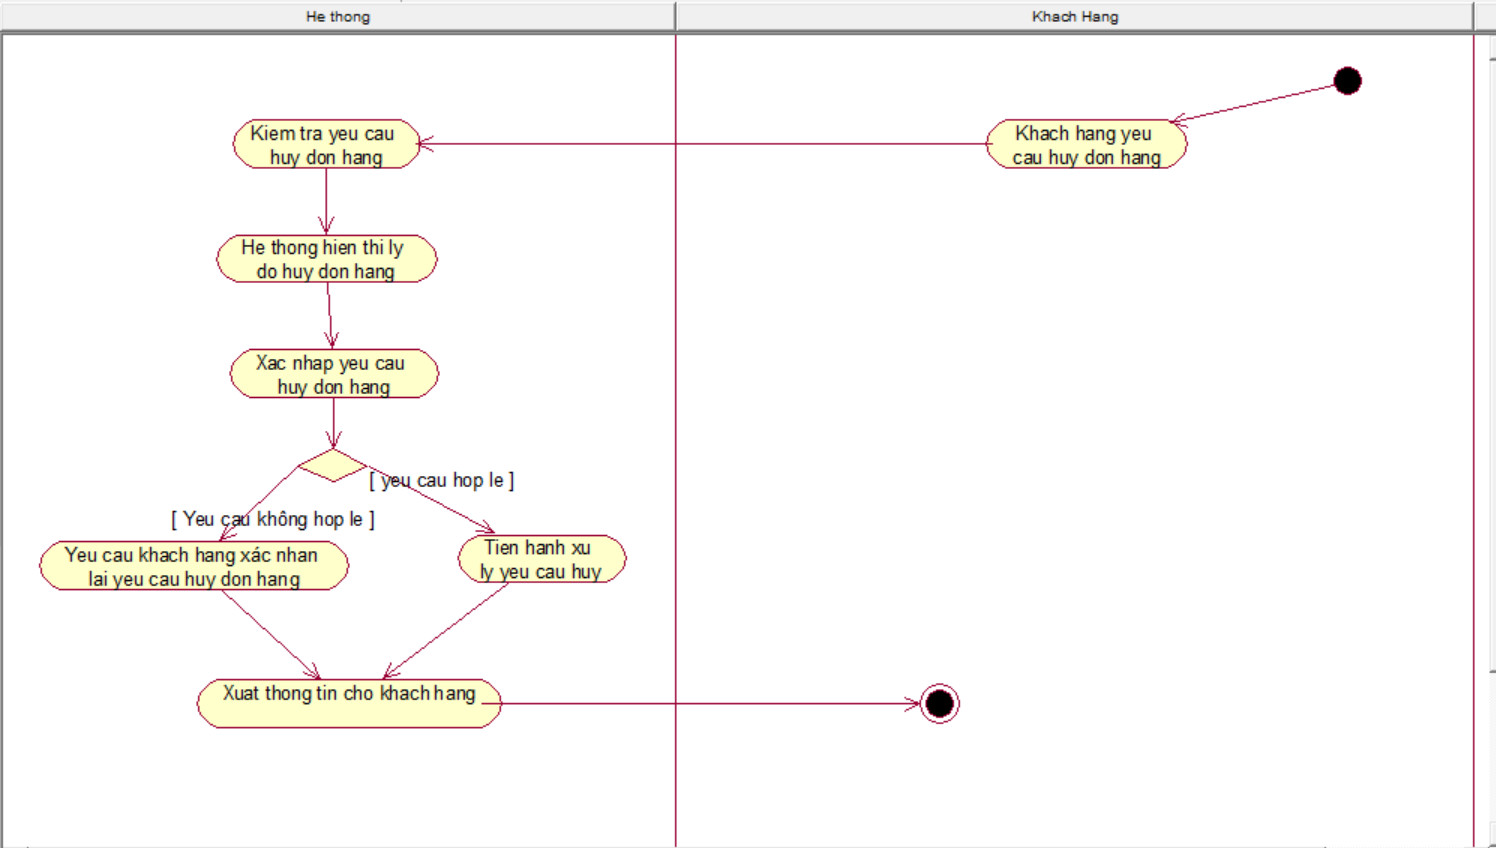 He thong
Khach Hang
Kiem tra yeu cau
huy don hang
Khach hang yeu
cau huy don hang
He thong hien thi ly
do huy don hang
Xac nhap yeu cau
huy don hang
[ yeu cau hop le ]
[ Yeu cau không hop le ]
Yeu cau khach hang xác nhan
lai yeu cau huy don hang
Tien hanh xu
ly yeu cau huy
Xuat thong tin cho khach hang